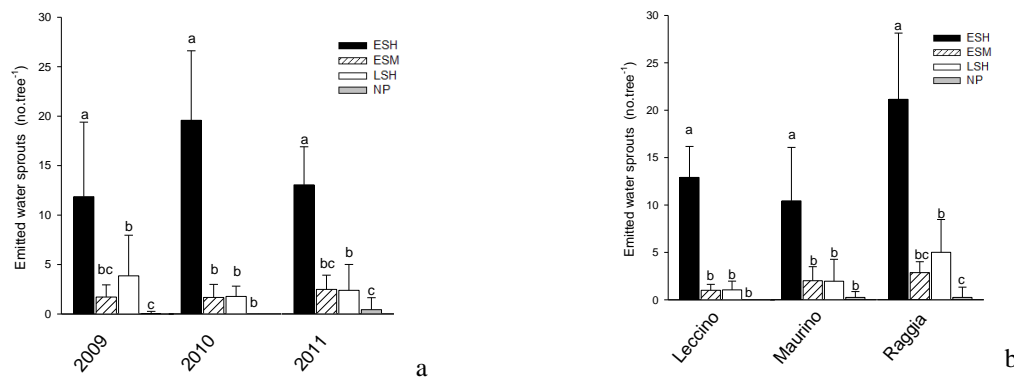 30
25
20
15
10
5
0
Emitted water sprouts (no.tree⁻¹)
ESH
ESM
LSH
NP
a
bc
b
c
a
b
b
b
a
bc
b
c
2009
2010
2011
a
30
25
20
15
10
5
0
Emitted water sprouts (no.tree⁻¹)
ESH
ESM
LSH
NP
a
b
b
b
a
b
b
b
a
bc
b
c
Leccino
Maurino
Raggia
b